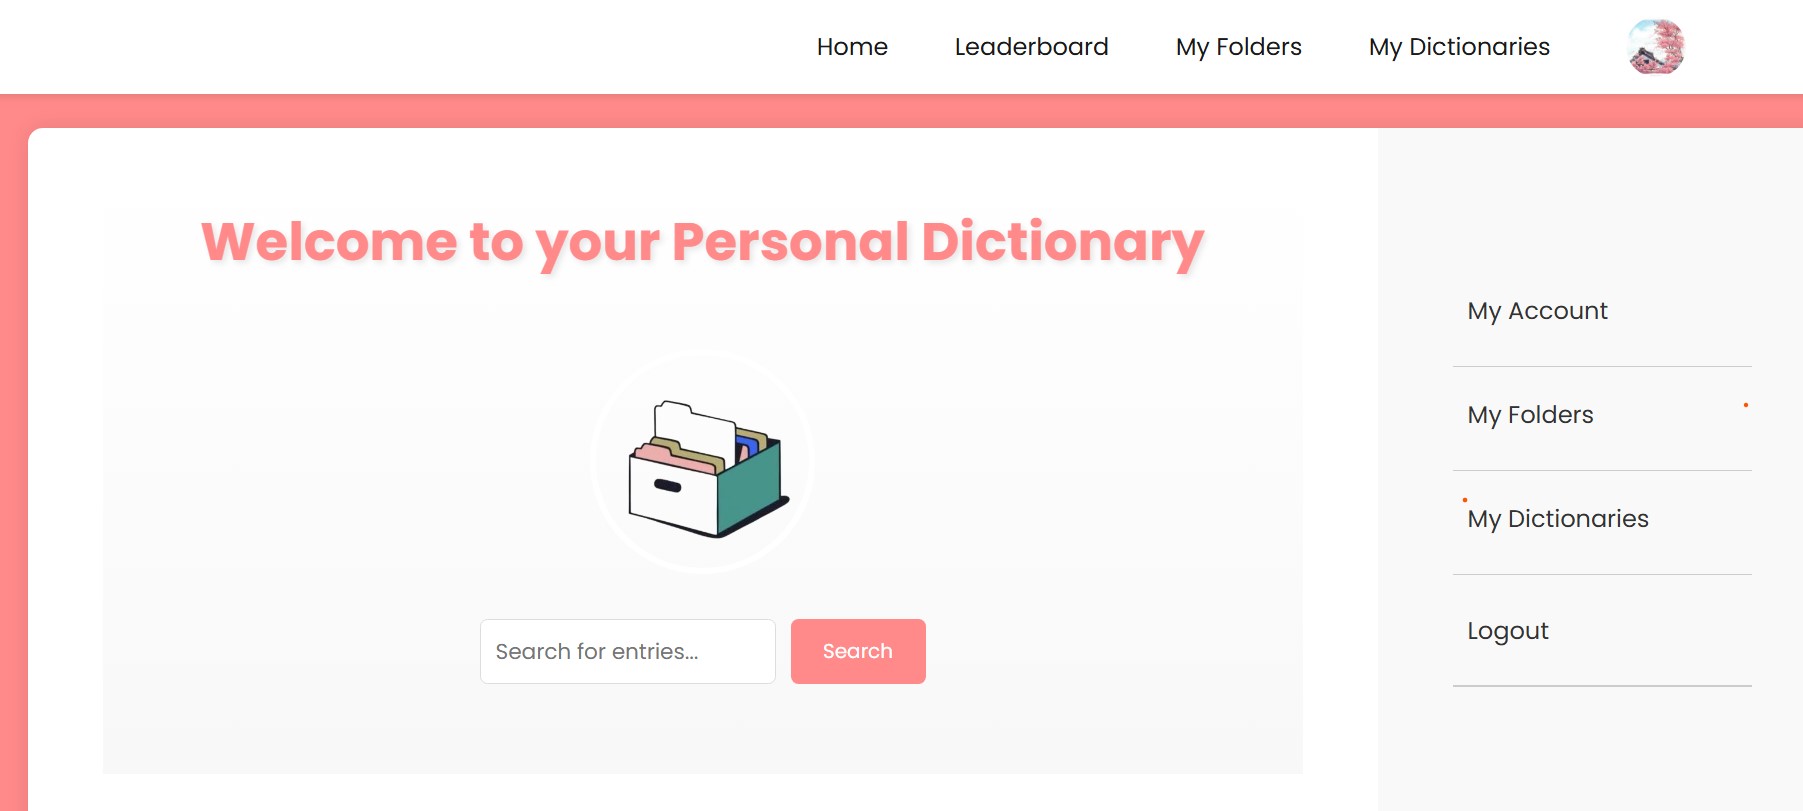 Home
Leaderboard
My Folders
My Dictionaries
Welcome to your Personal Dictionary
Search for entries...
Search
My Account
My Folders
My Dictionaries
Logout